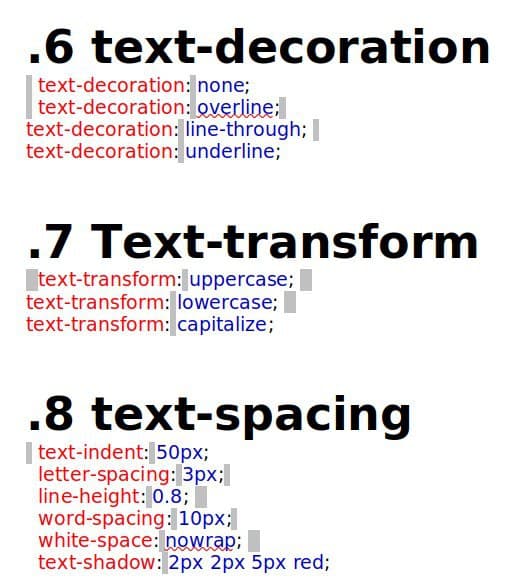 .6 text-decoration
text-decoration: none;
text-decoration: overline;
text-decoration: line-through;
text-decoration: underline;
.7 Text-transform
text-transform: uppercase;
text-transform: lowercase;
text-transform: capitalize;
.8 text-spacing
text-indent: 50px;
letter-spacing: 3px;
line-height: 0.8;
word-spacing: 10px;
white-space: nowrap;
text-shadow: 2px 2px 5px red;